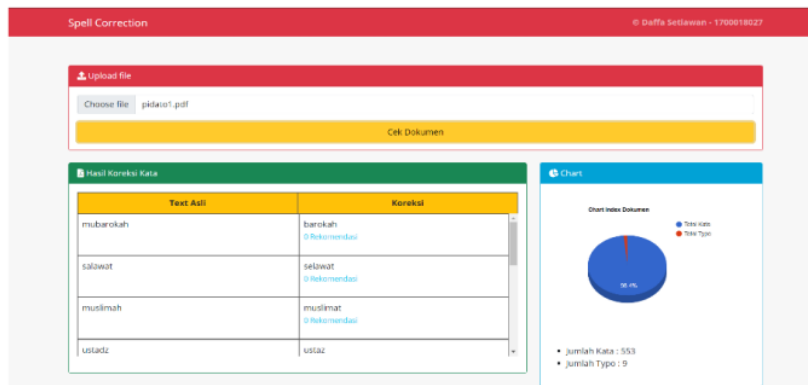 Spell Correction
© Daffa Setiawan - 1700018027
Upload file
Choose file pidato1.pdf
Cek Dokumen
Hasil Koreksi Kata
Text Asli Koreksi
mubarokah barokah
0 Rekomendasi
salawat selawat
0 Rekomendasi
muslimah muslimat
0 Rekomendasi
ustadz ustaz
Chart
Chart Index Dokumen
Total Kata
Total Typo
98.4%
Jumlah Kata : 553
Jumlah Typo : 9